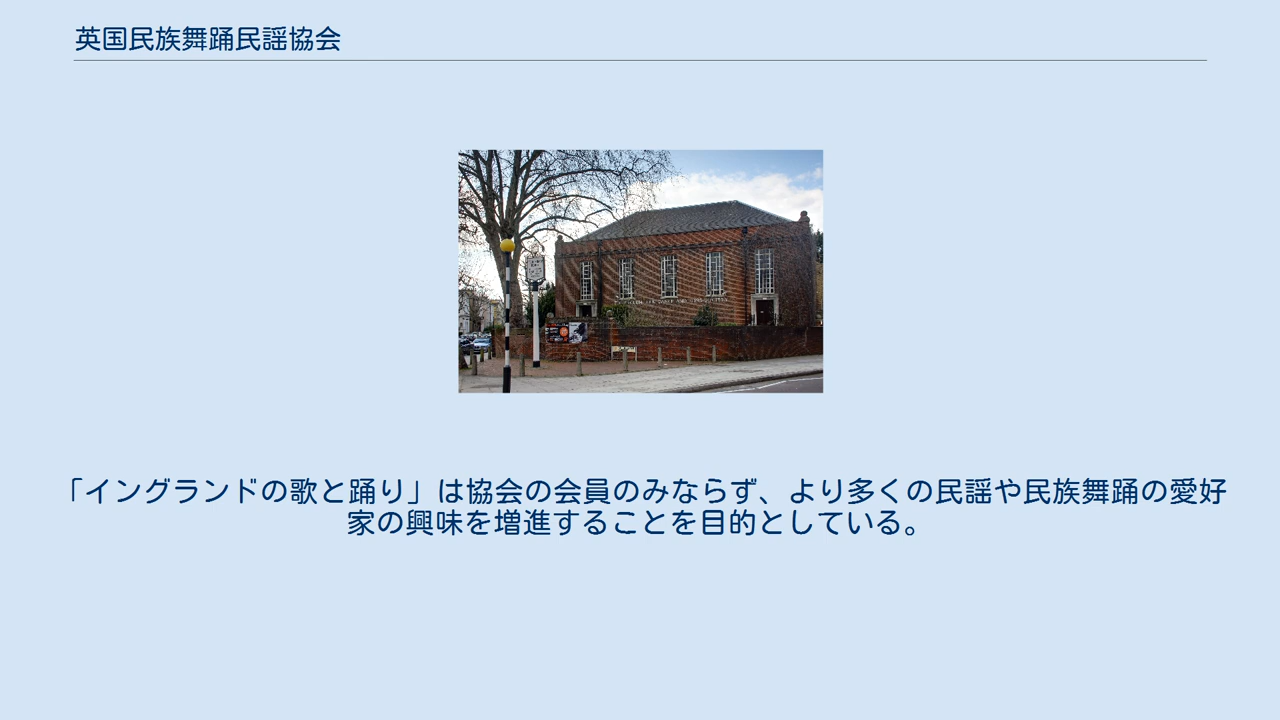 英国民族舞踊民謡協会
「イングランドの歌と踊り」は協会の会員のみならず、より多くの民謡や民族舞踊の愛好
家の興味を増進することを目的としている。